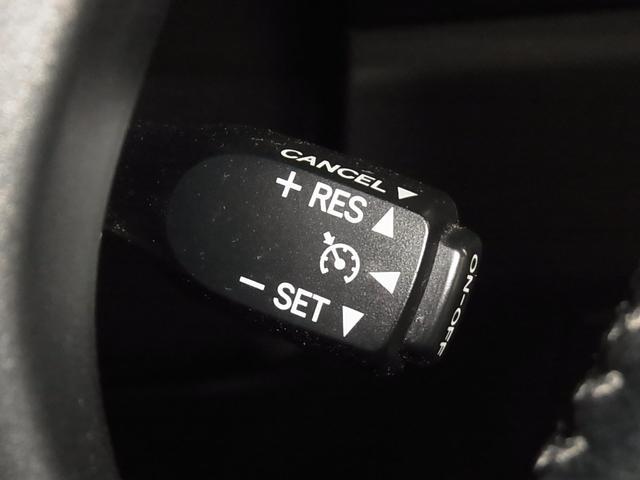 CANCEL ▼
+ RES ▲
− SET ▼
ON-OFF